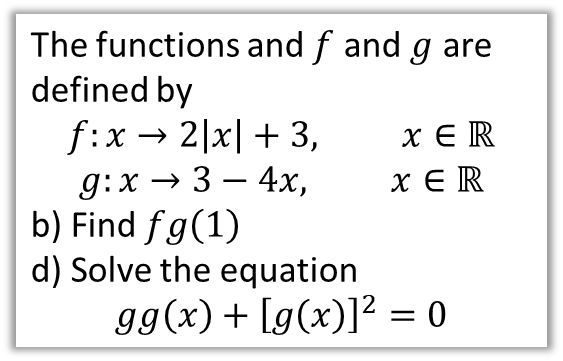 The functions and f and g are
defined by
f: x → 2|x| + 3, x ∈ ℝ
g: x → 3 − 4x, x ∈ ℝ
b) Find fg(1)
d) Solve the equation
gg(x) + [g(x)]² = 0